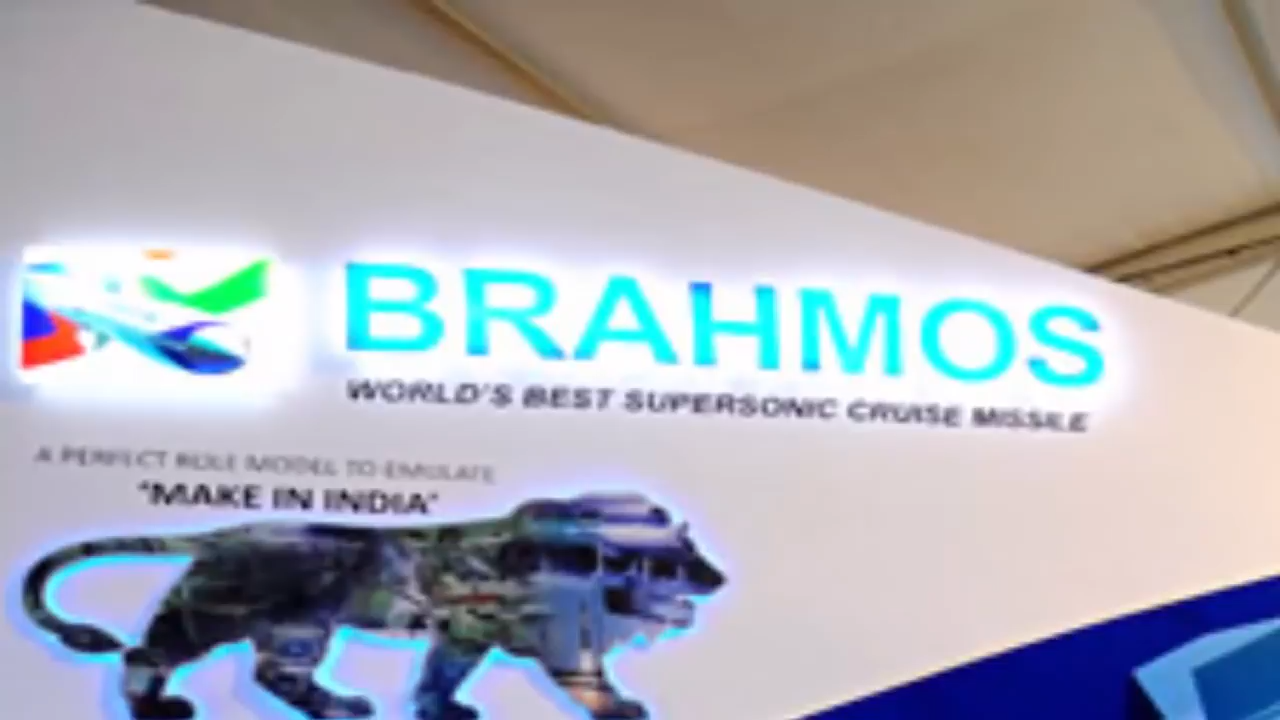 BRAHMOS
WORLD'S BEST SUPERSONIC CRUISE MISSILE
A PERFECT ROLE MODEL TO EMULATE
"MAKE IN INDIA"